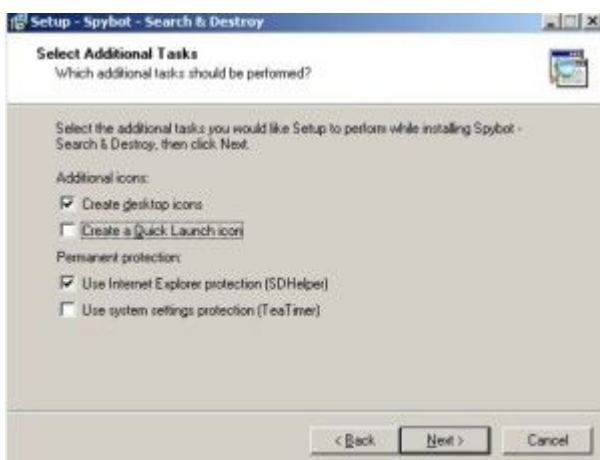 Setup - Spybot - Search & Destroy
Select Additional Tasks
Which additional tasks should be performed?
Select the additional tasks you would like Setup to perform while installing Spybot -
Search & Destroy, then click Next.
Additional icons:
Create desktop icons
Create a Quick Launch icon
Permanent protection:
Use Internet Explorer protection (SDHelper)
Use system settings protection (TeaTimer)
< Back Next > Cancel